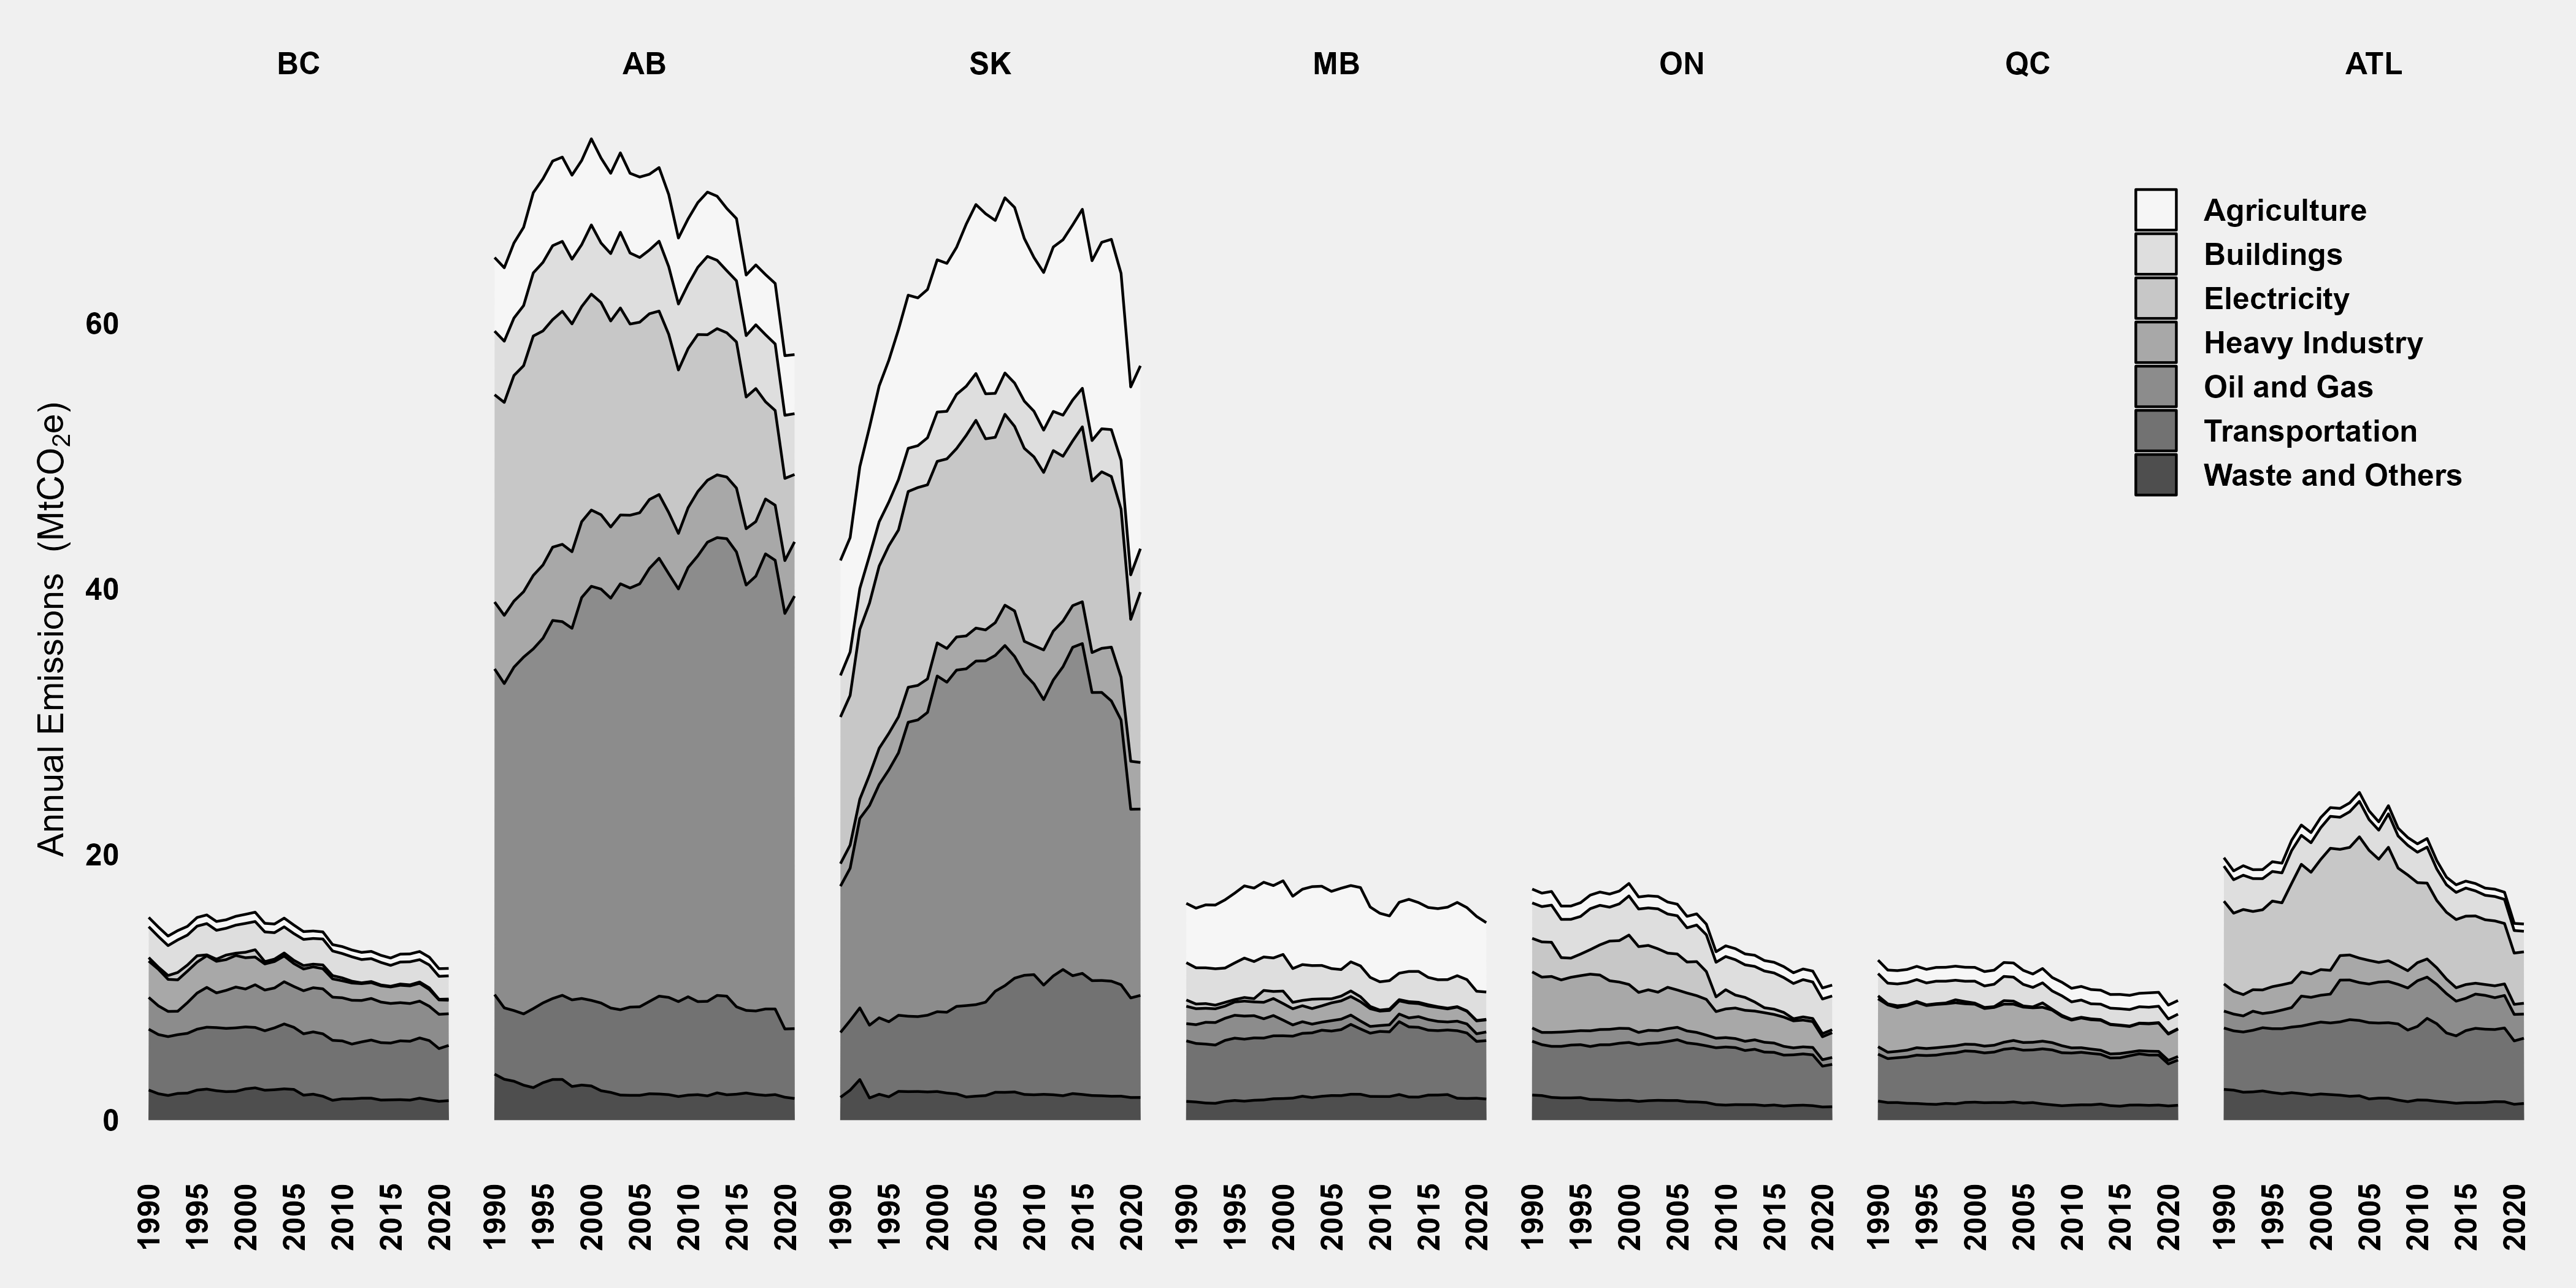 BC AB SK MB ON QC ATL
Agriculture
Buildings
Electricity
Heavy Industry
Oil and Gas
Transportation
Waste and Others
Annual Emissions (MtCO₂e)
60
40
20
0
1990 1995 2000 2005 2010 2015 2020 1990 1995 2000 2005 2010 2015 2020 1990 1995 2000 2005 2010 2015 2020 1990 1995 2000 2005 2010 2015 2020 1990 1995 2000 2005 2010 2015 2020 1990 1995 2000 2005 2010 2015 2020 1990 1995 2000 2005 2010 2015 2020